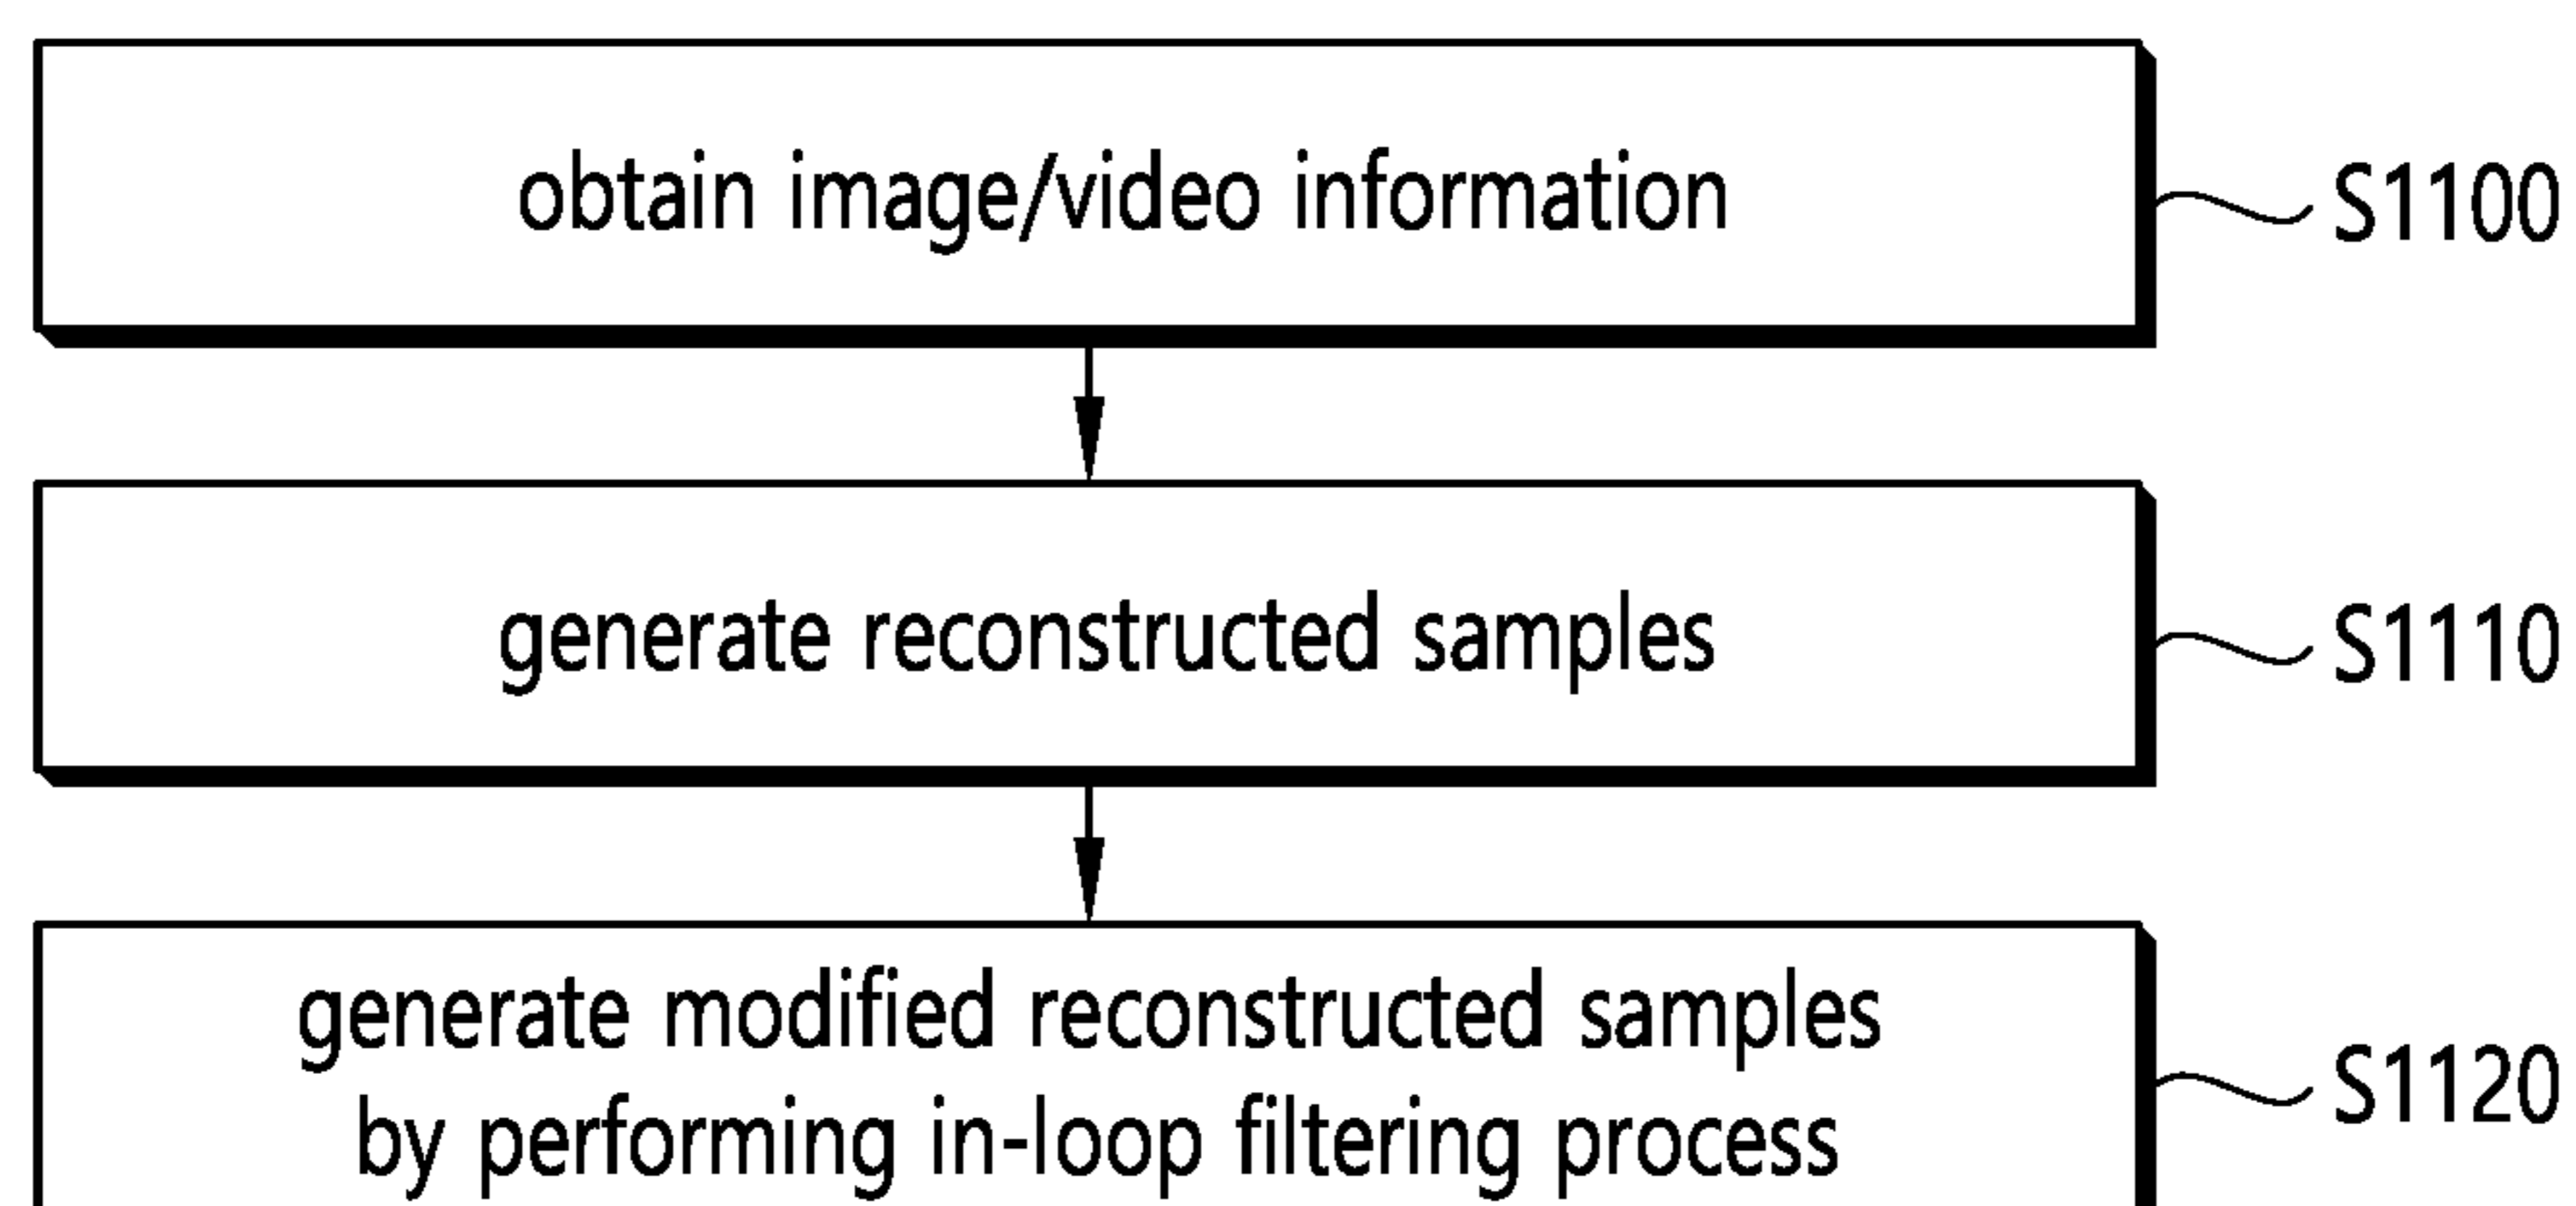 obtain image/video information
S1100
generate reconstructed samples
S1110
generate modified reconstructed samples
by performing in-loop filtering process
S1120